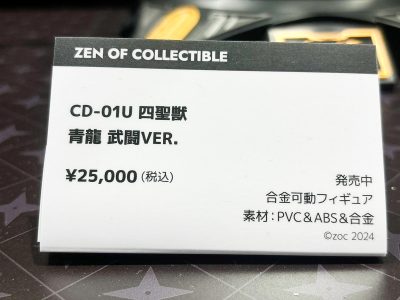 ZEN OF COLLECTIBLE
CD-01U 四聖獣
青龍 武闘VER.
¥25,000 (税込)
発売中
合金可動フィギュア
素材：PVC＆ABS＆合金
©zoc 2024